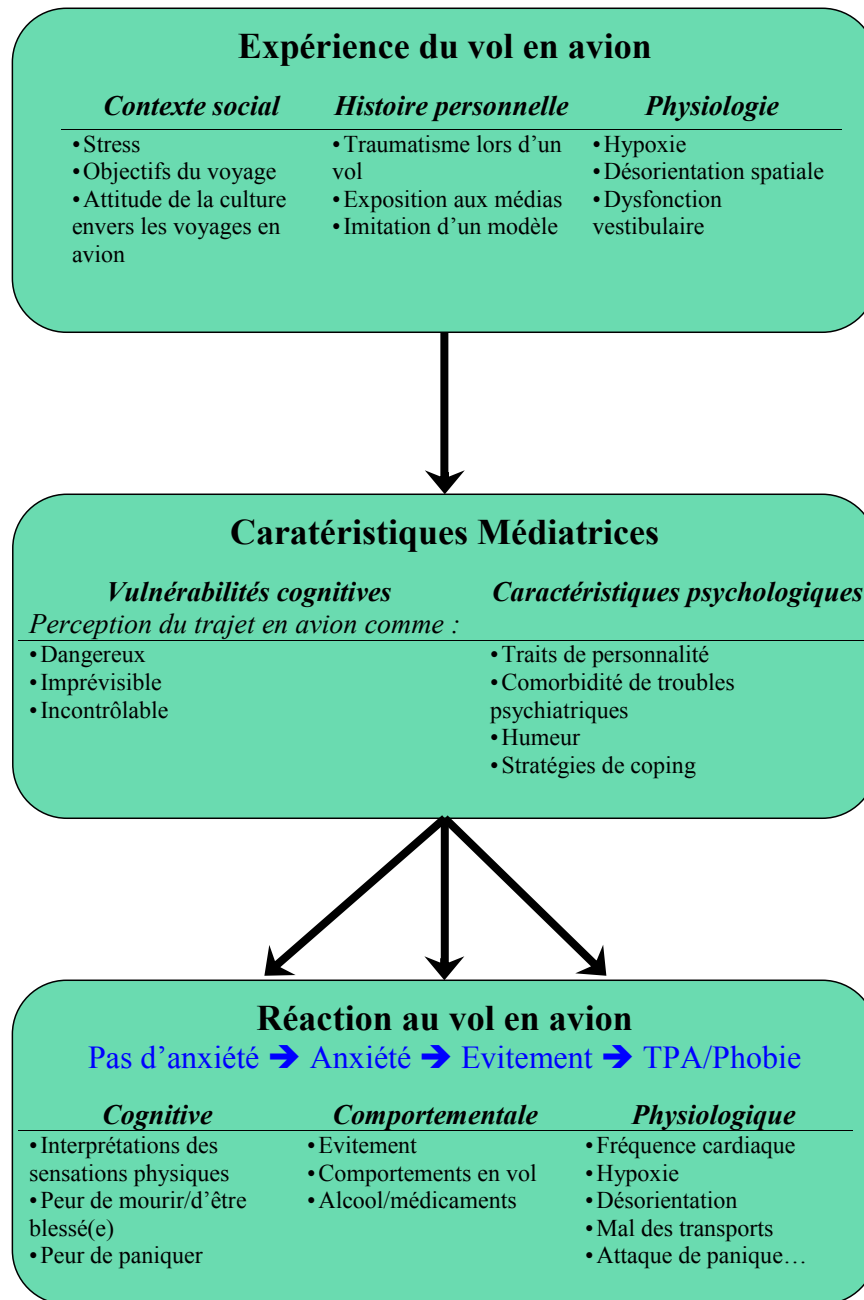 Expérience du vol en avion
Contexte social
•Stress
•Objectifs du voyage
•Attitude de la culture
envers les voyages en
avion
Histoire personnelle
•Traumatisme lors d’un
vol
•Exposition aux médias
•Imitation d’un modèle
Physiologie
•Hypoxie
•Désorientation spatiale
•Dysfonction
vestibulaire
Caratéristiques Médiatrices
Vulnérabilités cognitives
Perception du trajet en avion comme :
•Dangereux
•Imprévisible
•Incontrôlable
Caractéristiques psychologiques
•Traits de personnalité
•Comorbidité de troubles
psychiatriques
•Humeur
•Stratégies de coping
Réaction au vol en avion
Pas d’anxiété ➔ Anxiété ➔ Evitement ➔ TPA/Phobie
Cognitive
•Interprétations des
sensations physiques
•Peur de mourir/d’être
blessé(e)
•Peur de paniquer
Comportementale
•Evitement
•Comportements en vol
•Alcool/médicaments
Physiologique
•Fréquence cardiaque
•Hypoxie
•Désorientation
•Mal des transports
•Attaque de panique…